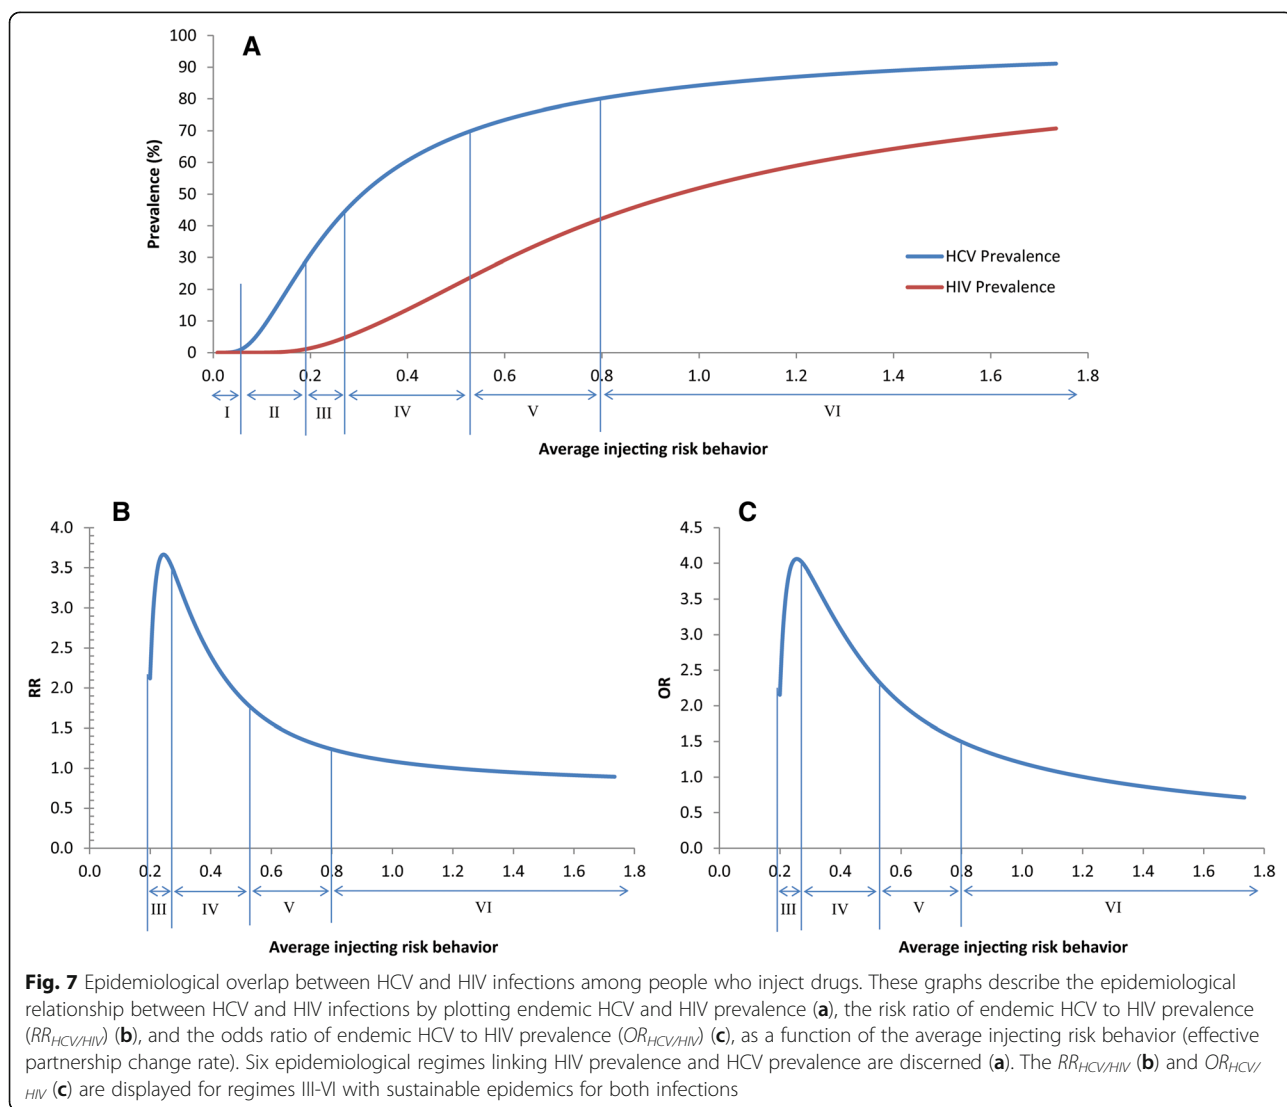 A
100
90
80
70
60
50
40
30
20
10
0
Prevalence (%)
HCV Prevalence
HIV Prevalence
0.0 0.2 0.4 0.6 0.8 1.0 1.2 1.4 1.6 1.8
I II III IV V VI
Average injecting risk behavior
B
4.0
3.5
3.0
2.5
2.0
1.5
1.0
0.5
0.0
RR
0.0 0.2 0.4 0.6 0.8 1.0 1.2 1.4 1.6 1.8
III IV V VI
Average injecting risk behavior
C
4.5
4.0
3.5
3.0
2.5
2.0
1.5
1.0
0.5
0.0
OR
0.0 0.2 0.4 0.6 0.8 1.0 1.2 1.4 1.6 1.8
III IV V VI
Average injecting risk behavior
Fig. 7 Epidemiological overlap between HCV and HIV infections among people who inject drugs. These graphs describe the epidemiological
relationship between HCV and HIV infections by plotting endemic HCV and HIV prevalence (a), the risk ratio of endemic HCV to HIV prevalence
(RRHCV/HIV) (b), and the odds ratio of endemic HCV to HIV prevalence (ORHCV/HIV) (c), as a function of the average injecting risk behavior (effective
partnership change rate). Six epidemiological regimes linking HIV prevalence and HCV prevalence are discerned (a). The RRHCV/HIV (b) and ORHCV/
HIV (c) are displayed for regimes III-VI with sustainable epidemics for both infections